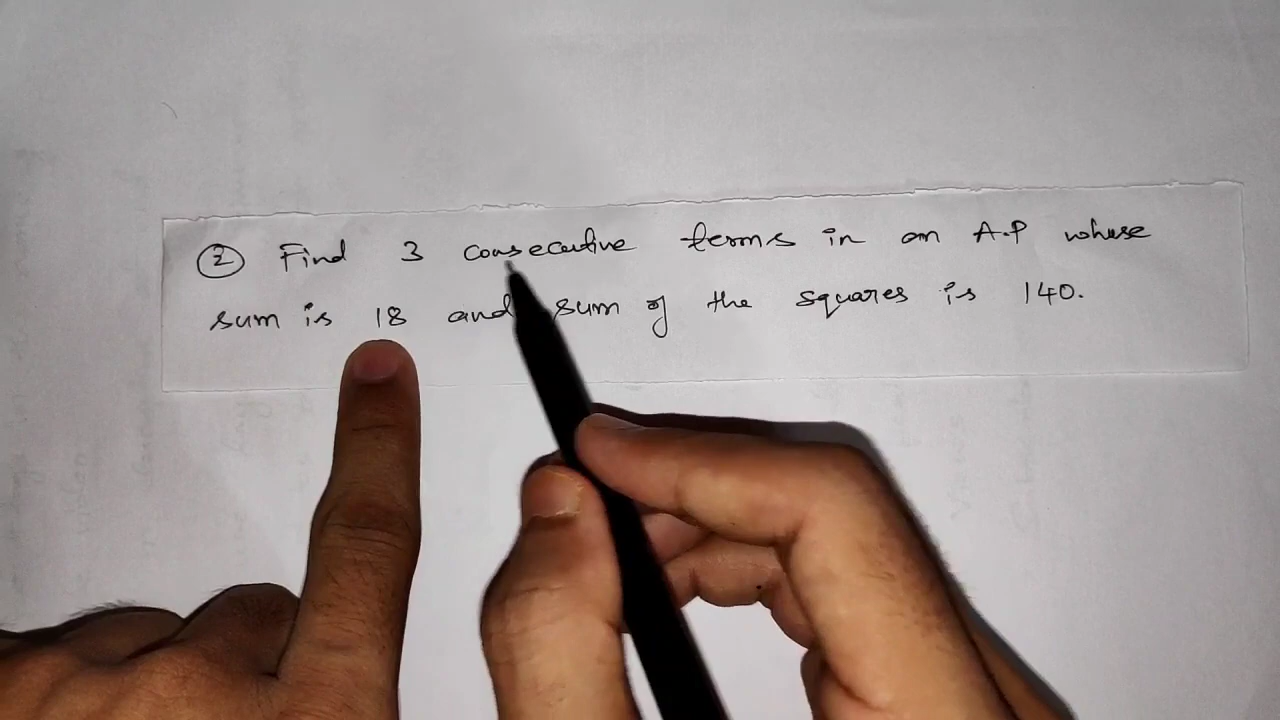 ② Find 3 consecutive terms in an A.P whose
sum is 18 and sum of the squares is 140.